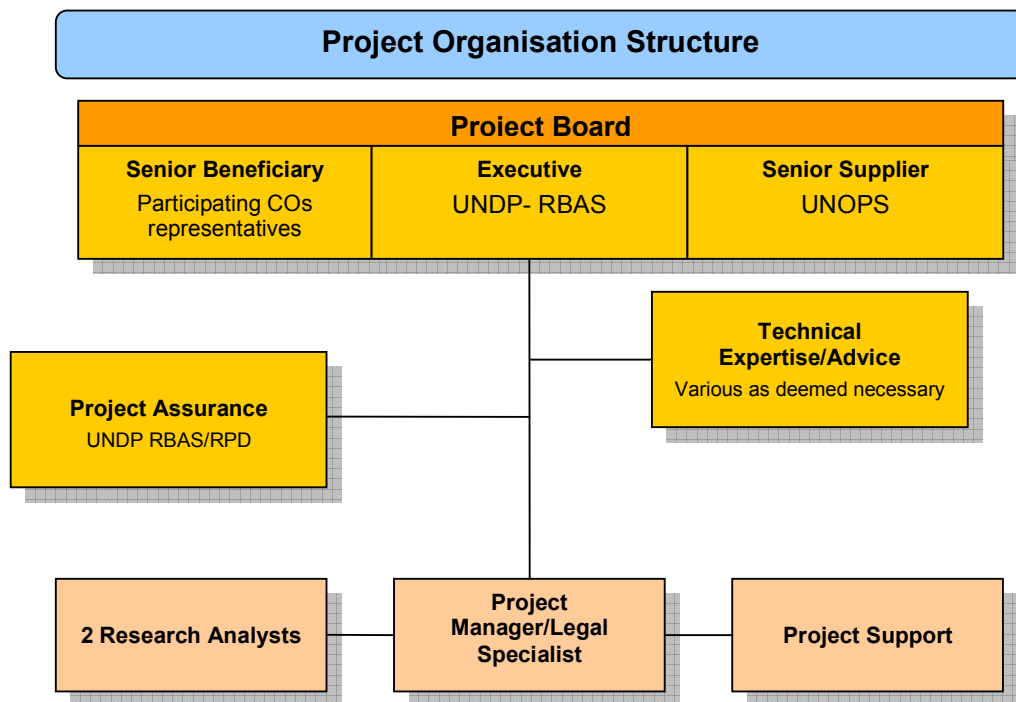 Project Organisation Structure
Project Board
Senior Beneficiary
Participating COs
representatives
Executive
UNDP- RBAS
Senior Supplier
UNOPS
Technical
Expertise/Advice
Various as deemed necessary
Project Assurance
UNDP RBAS/RPD
2 Research Analysts
Project
Manager/Legal
Specialist
Project Support